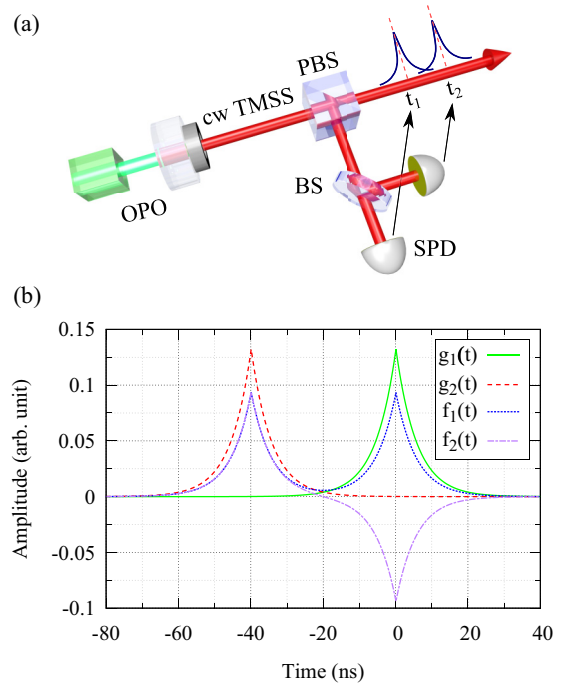 (a)
PBS
cw TMSS
t₁
t₂
OPO
BS
SPD
(b)
Amplitude (arb. unit)
0.15
0.1
0.05
0
-0.05
-0.1
g₁(t)
g₂(t)
f₁(t)
f₂(t)
-80 -60 -40 -20 0 20 40
Time (ns)